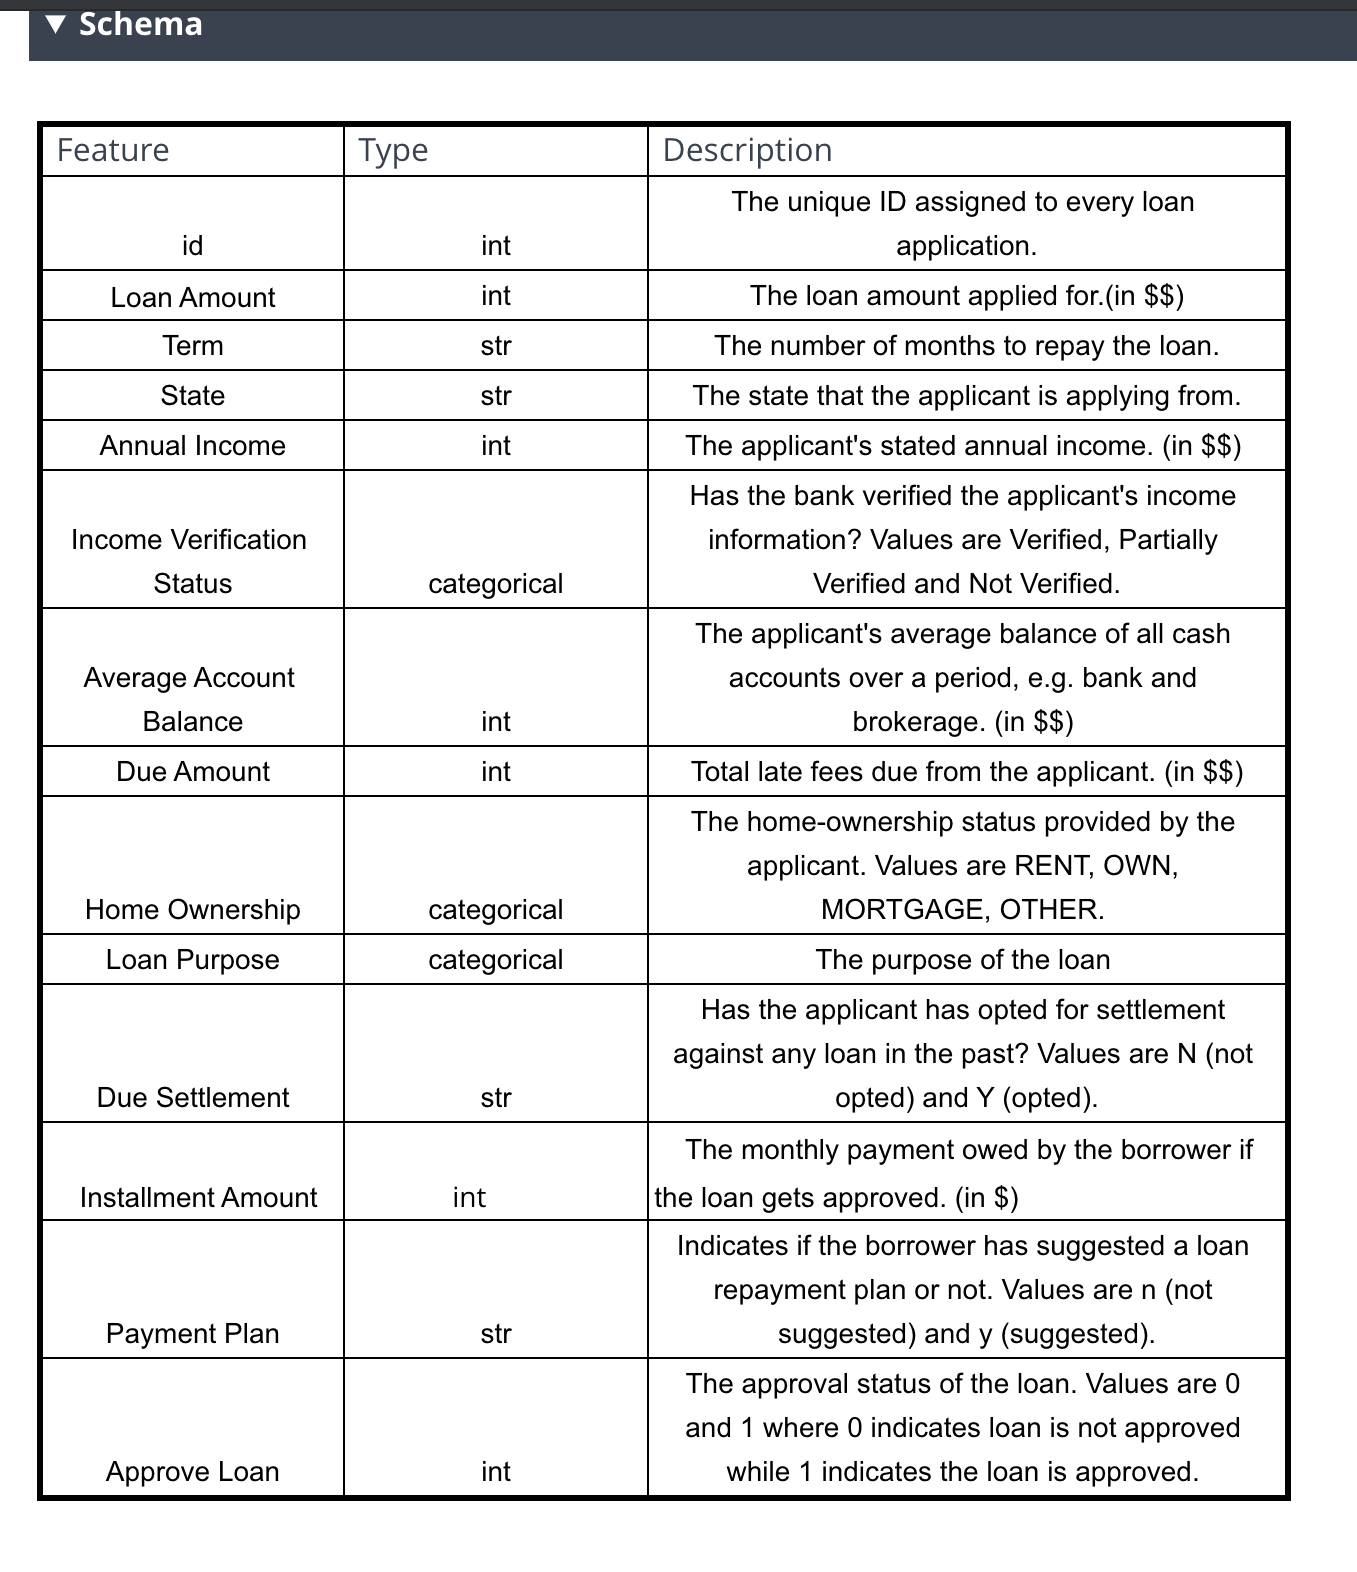 ▼ Schema
Feature Type Description
The unique ID assigned to every loan
id int application.
Loan Amount int The loan amount applied for.(in $$)
Term str The number of months to repay the loan.
State str The state that the applicant is applying from.
Annual Income int The applicant's stated annual income. (in $$)
Has the bank verified the applicant's income
Income Verification information? Values are Verified, Partially
Status categorical Verified and Not Verified.
The applicant's average balance of all cash
Average Account accounts over a period, e.g. bank and
Balance int brokerage. (in $$)
Due Amount int Total late fees due from the applicant. (in $$)
The home-ownership status provided by the
applicant. Values are RENT, OWN,
Home Ownership categorical MORTGAGE, OTHER.
Loan Purpose categorical The purpose of the loan
Has the applicant has opted for settlement
against any loan in the past? Values are N (not
Due Settlement str opted) and Y (opted).
The monthly payment owed by the borrower if
Installment Amount int the loan gets approved. (in $)
Indicates if the borrower has suggested a loan
repayment plan or not. Values are n (not
Payment Plan str suggested) and y (suggested).
The approval status of the loan. Values are 0
and 1 where 0 indicates loan is not approved
Approve Loan int while 1 indicates the loan is approved.